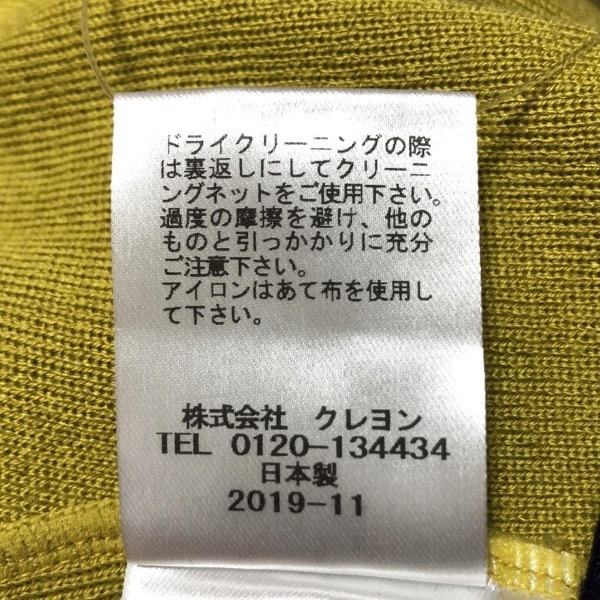 ドライクリーニングの際
は裏返しにしてクリーニ
ングネットをご使用下さい。
過度の摩擦を避け、他の
ものと引っかかりに充分
ご注意下さい。
アイロンはあて布を使用し
て下さい。
株式会社 クレヨン
TEL 0120-134434
日本製
2019-11